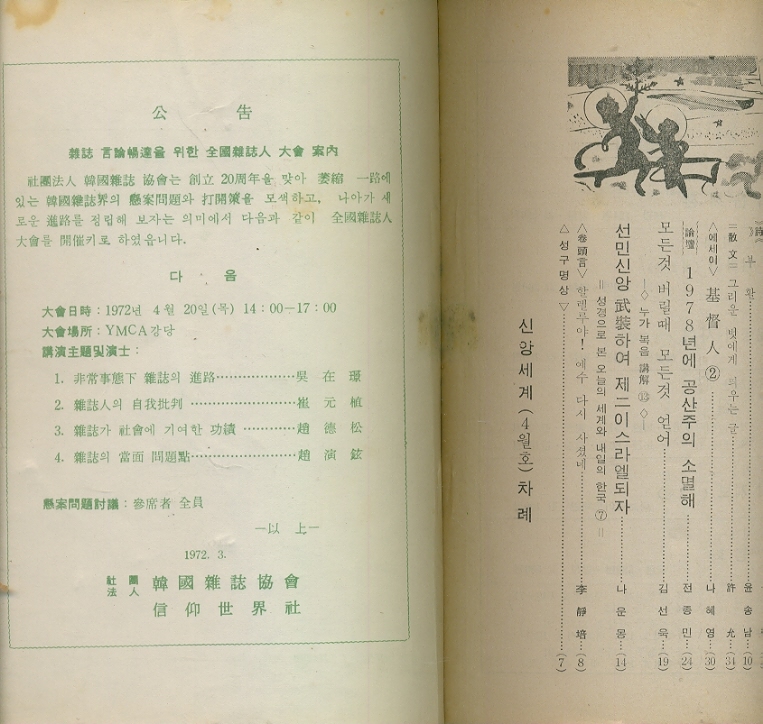 公 告
雜誌 言論暢達을 위한 全國雜誌人 大會 案內
社團法人 韓國雜誌 協會는 創立 20周年을 맞아 萎縮 一路에
있는 韓國雜誌界의 懸案問題와 打開策을 모색하고, 나아가 새
로운 進路를 정립해 보자는 의미에서 다음과 같이 全國雜誌人
大會를 開催키로 하였읍니다.
다 음
大會日時 : 1972년 4월 20일(목) 14 : 00—17 : 00
大會場所 : YMCA강당
講演主題및演士 :
1. 非常事態下 雜誌의 進路………………吳 在 璟
2. 雜誌人의 自我批判 ……………………崔 元 植
3. 雜誌가 社會에 기여한 功績 ……………趙 德 松
4. 雜誌의 當面 問題點………………………趙 演 鉉
懸案問題討議 : 參席者 全員
—以 上—
1972. 3.
社團法人 韓國雜誌協會
信仰世界社
신앙세계 (4월호) 차례
△성구명상▽ ……(7)
△卷頭言▽ 할렐루야! 예수 다시 사셨네……李 靜 培…(8)
선민신앙 武裝하여 제二이스라엘되자……나 운 몽…(14)
=성경으로 본 오늘의 세계와 내일의 한국 ⑦=
모든것 버릴때 모든것 얻어……김 선 욱…(19)
—◇ 누가 복음 講解 ⑬ ◇—
論壇 1978년에 공산주의 소멸해……전 종 민…(24)
△에세이▽ 基督人 ②……나 혜 영…(30)
=散文= 그리운 벗에게 띄우는 글……許 允…(34)
부 활……윤 송 남…(10)